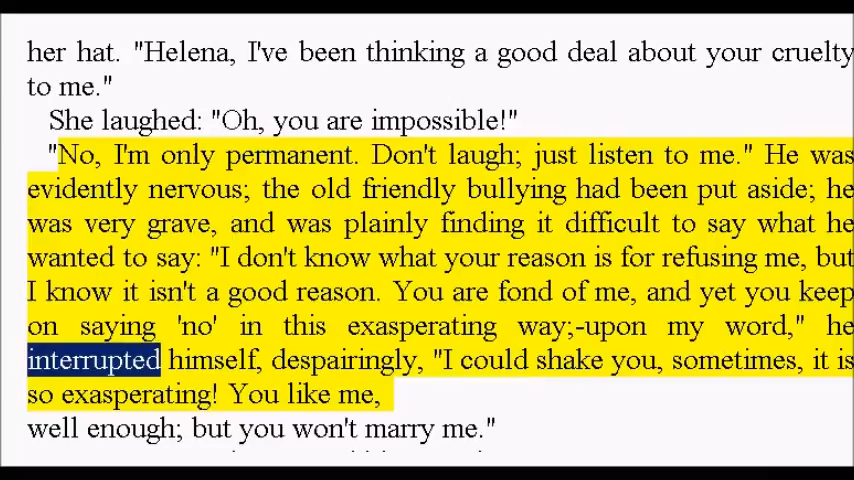 her hat. "Helena, I've been thinking a good deal about your cruelty
to me."
She laughed: "Oh, you are impossible!"
"No, I'm only permanent. Don't laugh; just listen to me." He was
evidently nervous; the old friendly bullying had been put aside; he
was very grave, and was plainly finding it difficult to say what he
wanted to say: "I don't know what your reason is for refusing me, but
I know it isn't a good reason. You are fond of me, and yet you keep
on saying 'no' in this exasperating way;-upon my word," he
interrupted himself, despairingly, "I could shake you, sometimes, it is
so exasperating! You like me,
well enough; but you won't marry me."